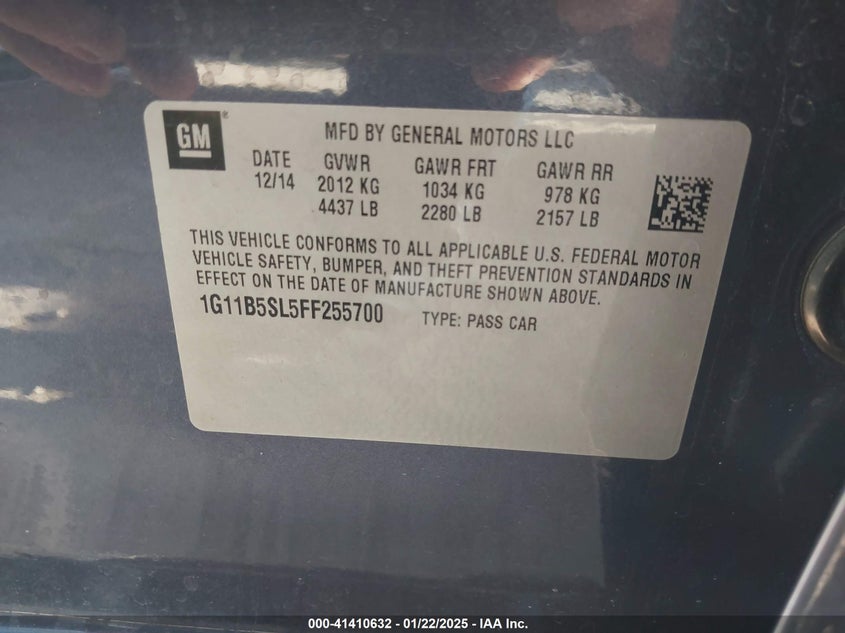 GM®
MFD BY GENERAL MOTORS LLC
DATE GVWR GAWR FRT GAWR RR
12/14 2012 KG 1034 KG 978 KG
4437 LB 2280 LB 2157 LB
THIS VEHICLE CONFORMS TO ALL APPLICABLE U.S. FEDERAL MOTOR
VEHICLE SAFETY, BUMPER, AND THEFT PREVENTION STANDARDS IN
EFFECT ON THE DATE OF MANUFACTURE SHOWN ABOVE.
1G11B5SL5FF255700 TYPE: PASS CAR
000-41410632 - 01/22/2025 - IAA Inc.